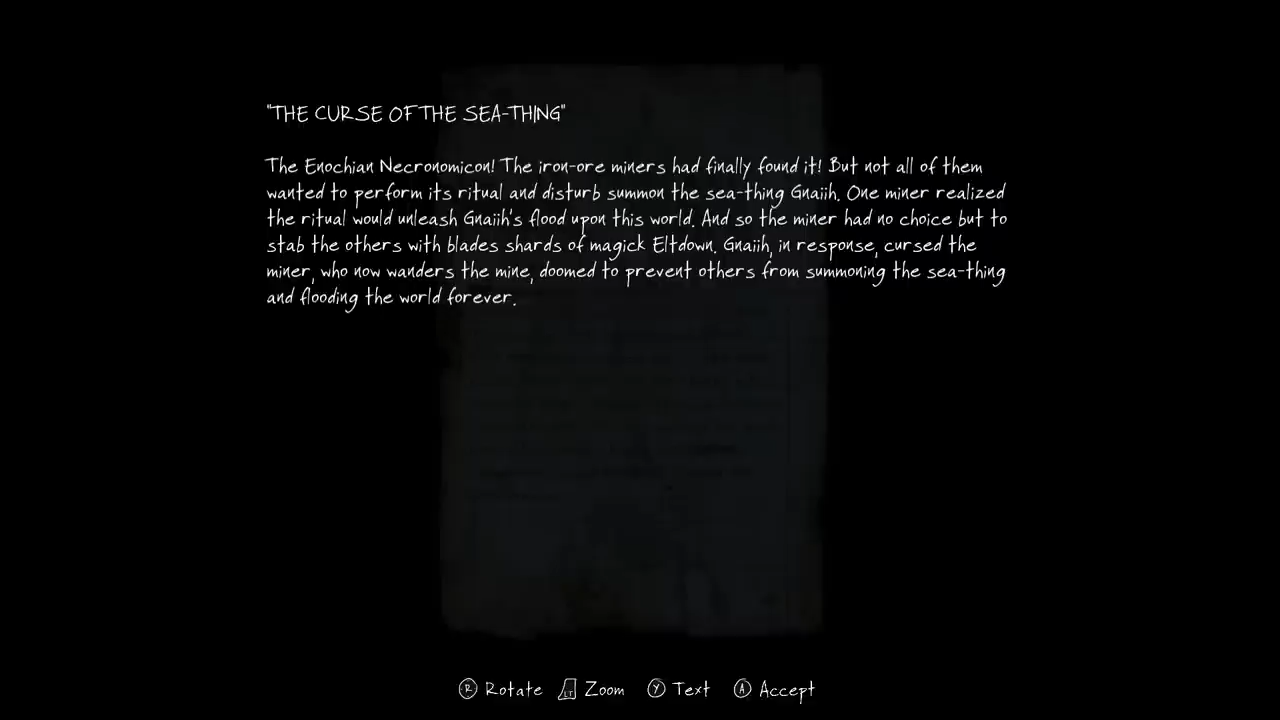 "THE CURSE OF THE SEA-THING"
The Enochian Necronomicon! The iron-ore miners had finally found it! But not all of them
wanted to perform its ritual and disturb summon the sea-thing Gnaiih. One miner realized
the ritual would unleash Gnaiih's flood upon this world. And so the miner had no choice but to
stab the others with blades shards of magick Eltdown. Gnaiih, in response, cursed the
miner, who now wanders the mine, doomed to prevent others from summoning the sea-thing
and flooding the world forever.
R Rotate LT Zoom Y Text A Accept